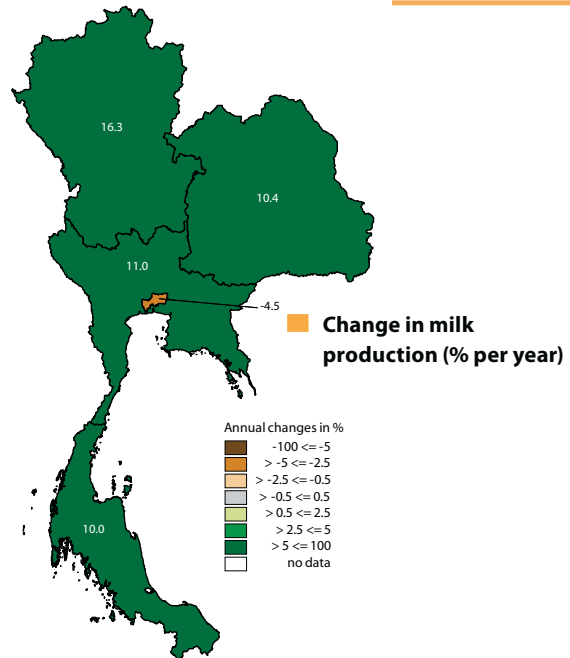 16.3
10.4
11.0
-4.5
Change in milk
production (% per year)
Annual changes in %
-100 <= -5
> -5 <= -2.5
> -2.5 <= -0.5
> -0.5 <= 0.5
> 0.5 <= 2.5
> 2.5 <= 5
> 5 <= 100
no data
10.0